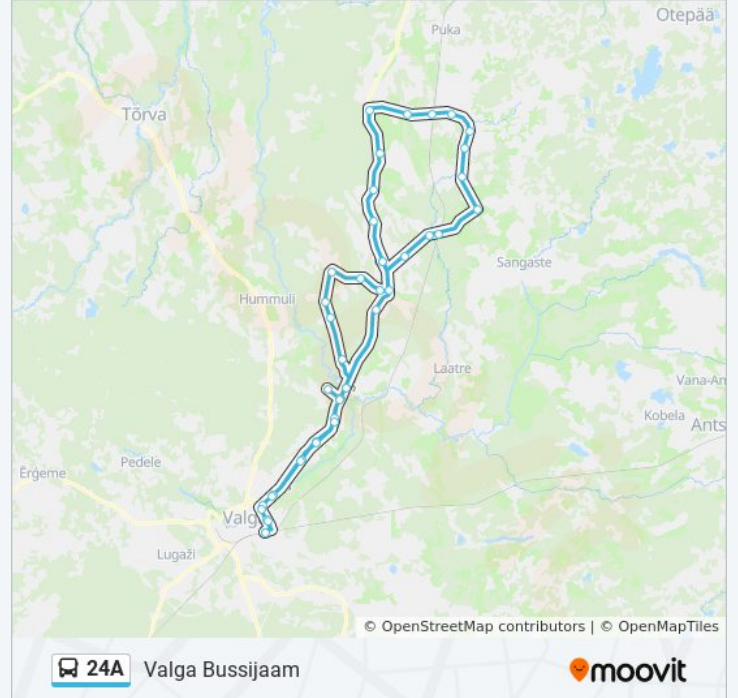 Otepää
Puka
Tõrva
Sangaste
Hummuli
Laatre
Vana-An
Kobela
Ants
Pedele
Ērģeme
Valg
Lugaži
© OpenStreetMap contributors | © OpenMapTiles
24A Valga Bussijaam moovit